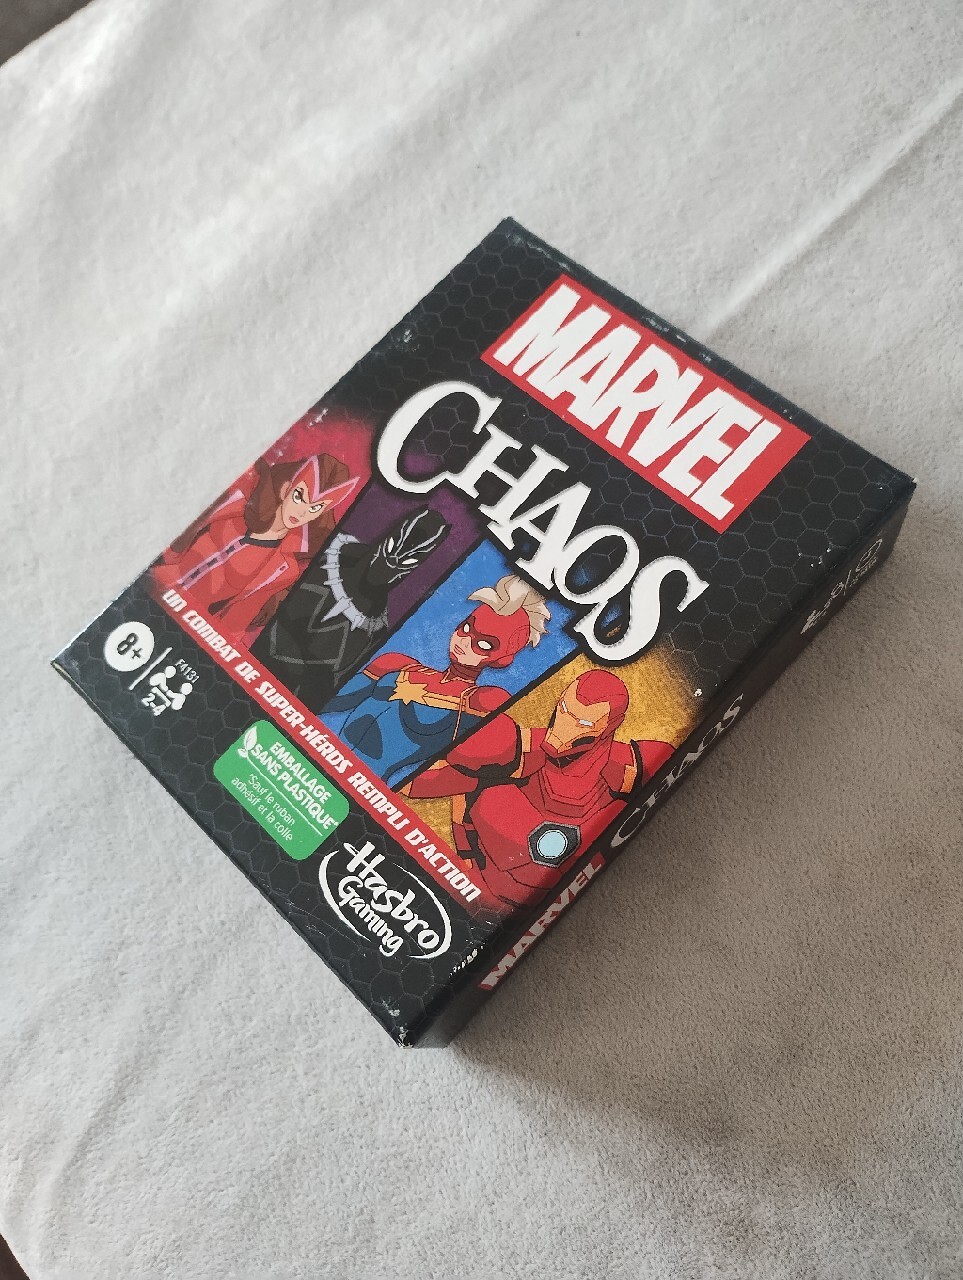 MARVEL
CHAOS
UN COMBAT DE SUPER-HÉROS REMPLI D'ACTION
8+
F4131
2-4
EMBALLAGE
SANS PLASTIQUE*
*Sauf le ruban
adhésif et la colle
Hasbro
Gaming
MARVEL
CHAOS